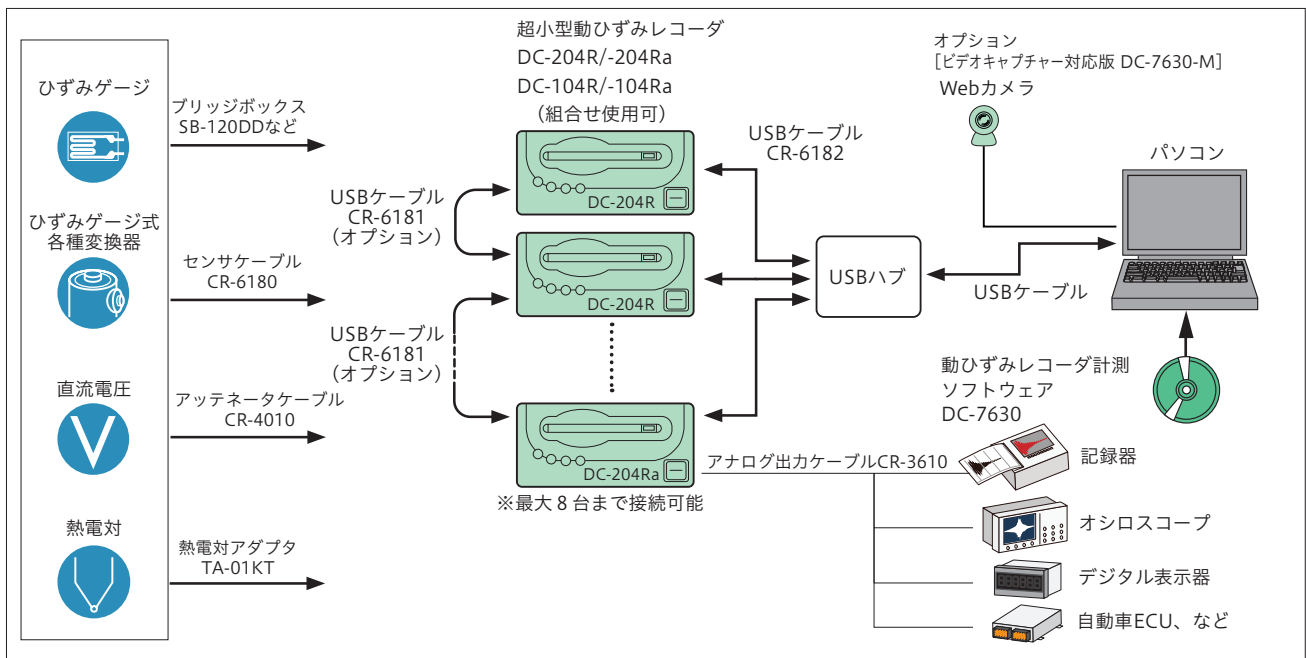 ひずみゲージ
ブリッジボックス
SB-120DDなど
ひずみゲージ式
各種変換器
センサケーブル
CR-6180
直流電圧
V
アッテネータケーブル
CR-4010
熱電対
熱電対アダプタ
TA-01KT
超小型動ひずみレコーダ
DC-204R/-204Ra
DC-104R/-104Ra
（組合せ使用可）
DC-204R
USBケーブル
CR-6181
（オプション）
DC-204R
USBケーブル
CR-6181
（オプション）
DC-204Ra
※最大８台まで接続可能
USBケーブル
CR-6182
USBハブ
オプション
［ビデオキャプチャー対応版 DC-7630-M］
Webカメラ
パソコン
USBケーブル
動ひずみレコーダ計測
ソフトウェア
DC-7630
アナログ出力ケーブルCR-3610
記録器
オシロスコープ
デジタル表示器
自動車ECU、など